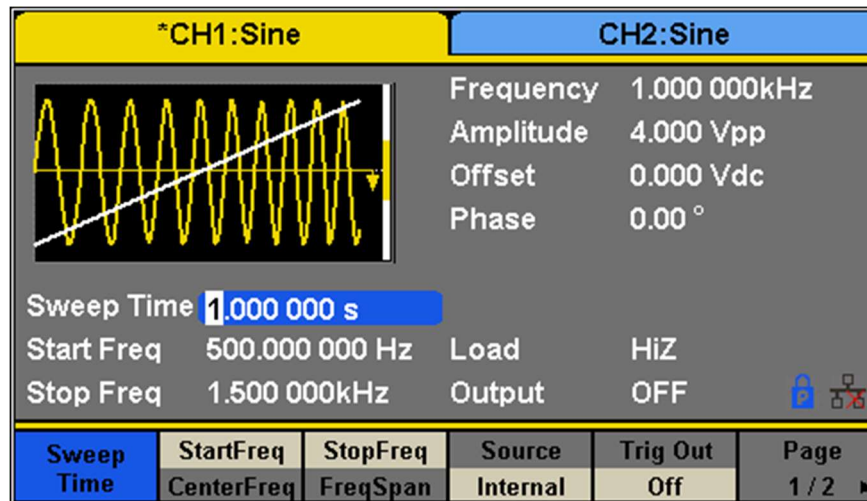 *CH1:Sine CH2:Sine
Frequency 1.000 000kHz
Amplitude 4.000 Vpp
Offset 0.000 Vdc
Phase 0.00 °
Sweep Time 1.000 000 s
Start Freq 500.000 000 Hz Load HiZ
Stop Freq 1.500 000kHz Output OFF P
Sweep Time StartFreq CenterFreq StopFreq FreqSpan Source Internal Trig Out Off Page 1 / 2